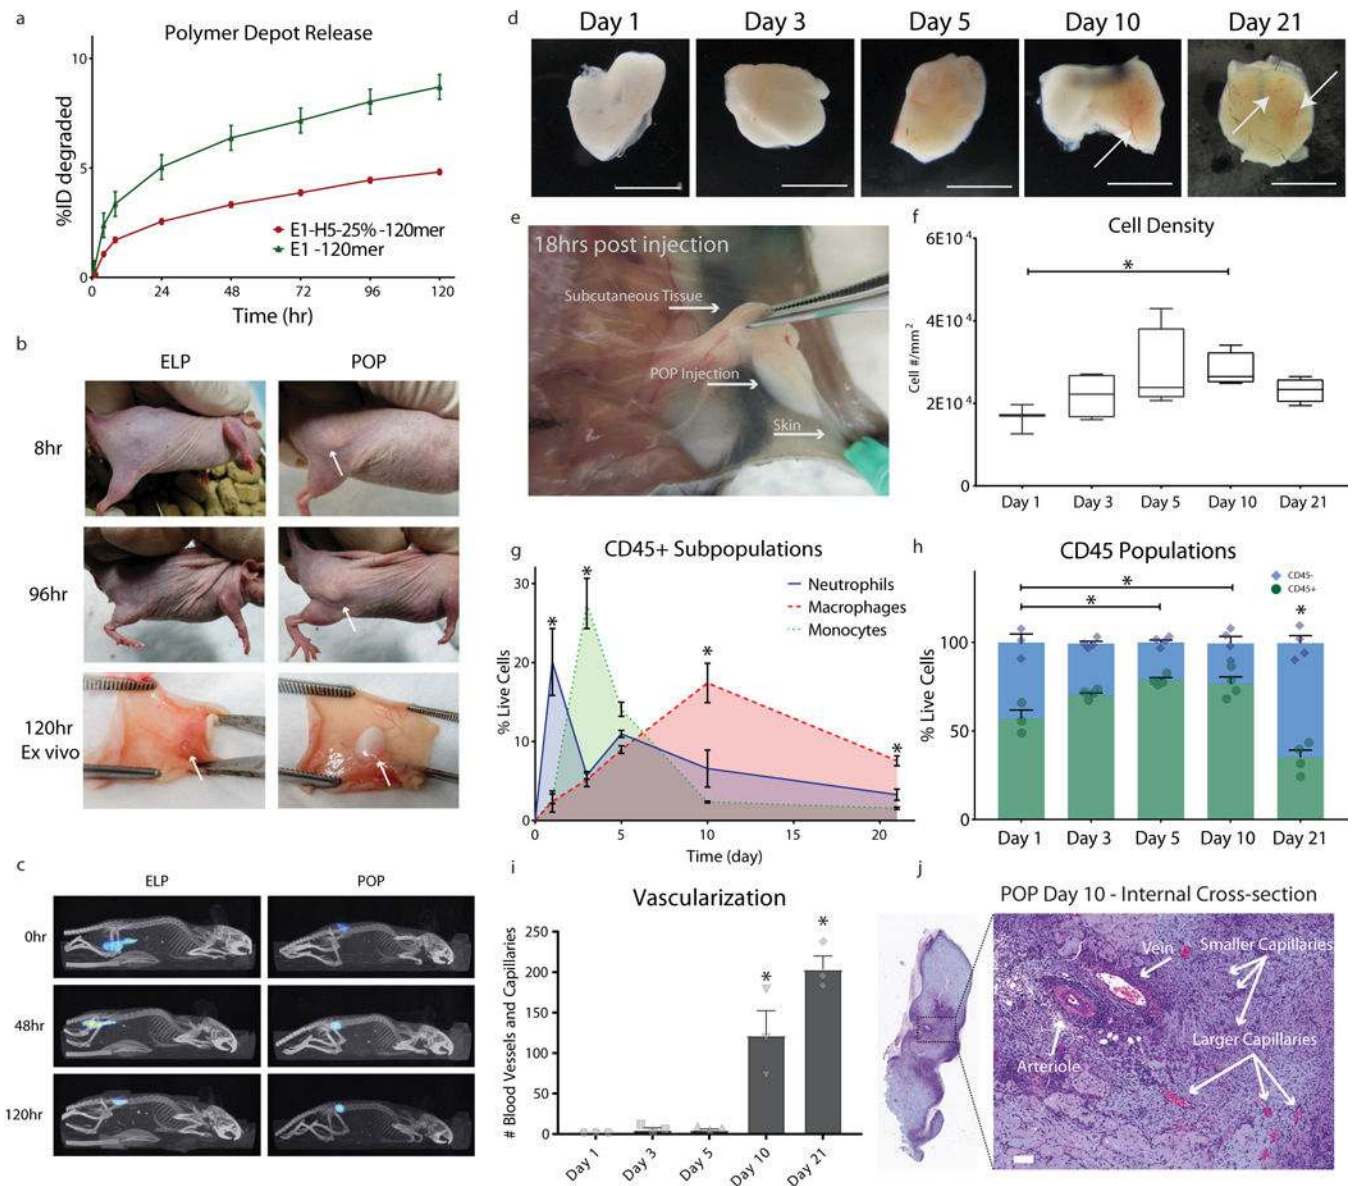 a
Polymer Depot Release
10
5
0
%ID degraded
E1-H5-25% -120mer
E1 -120mer
0 24 48 72 96 120
Time (hr)
b
ELP POP
8hr
96hr
120hr
Ex vivo
c
ELP POP
0hr
48hr
120hr
d
Day 1 Day 3 Day 5 Day 10 Day 21
e
18hrs post injection
Subcutaneous Tissue
POP Injection
Skin
f
Cell Density
6E10⁴
4E10⁴
2E10⁴
0
Cell #/mm²
*
Day 1 Day 3 Day 5 Day 10 Day 21
g
CD45+ Subpopulations
30
20
10
0
% Live Cells
Neutrophils
Macrophages
Monocytes
* * * *
0 5 10 15 20
Time (day)
h
CD45 Populations
CD45-
CD45+
* * *
100
50
0
% Live Cells
Day 1 Day 3 Day 5 Day 10 Day 21
i
Vascularization
250
200
150
100
50
0
# Blood Vessels and Capillaries
* *
Day 1 Day 3 Day 5 Day 10 Day 21
j
POP Day 10 - Internal Cross-section
Vein
Smaller Capillaries
Arteriole
Larger Capillaries